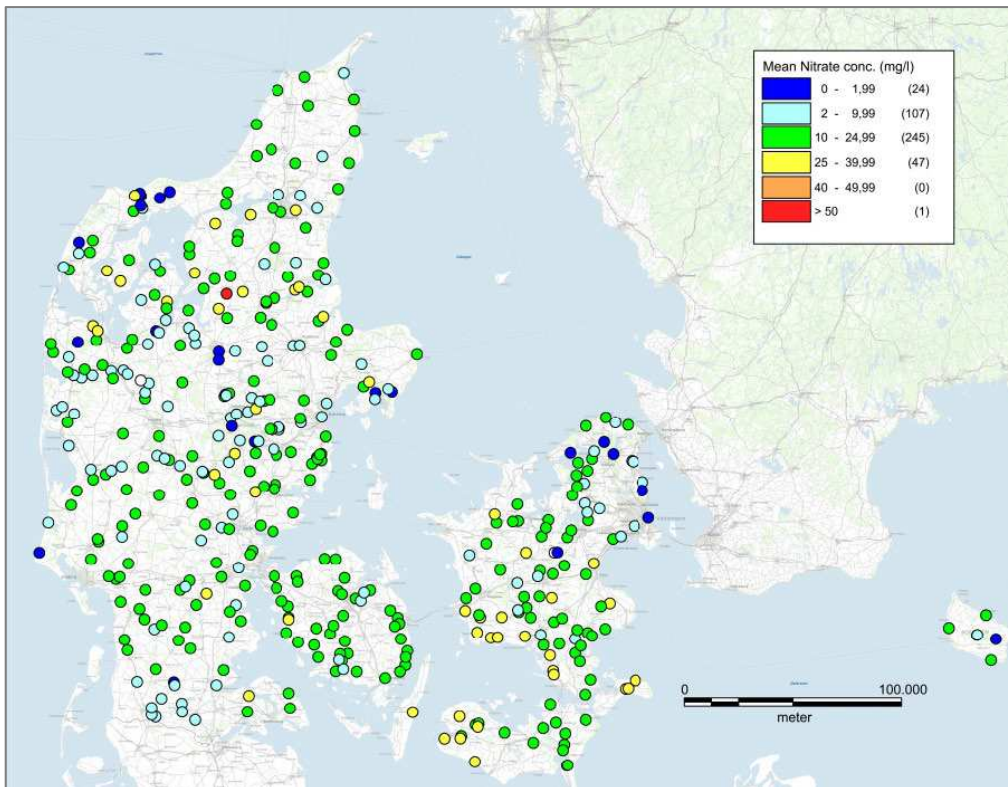 Mean Nitrate conc. (mg/l)
0 - 1,99 (24)
2 - 9,99 (107)
10 - 24,99 (245)
25 - 39,99 (47)
40 - 49,99 (0)
> 50 (1)
0 100.000
meter